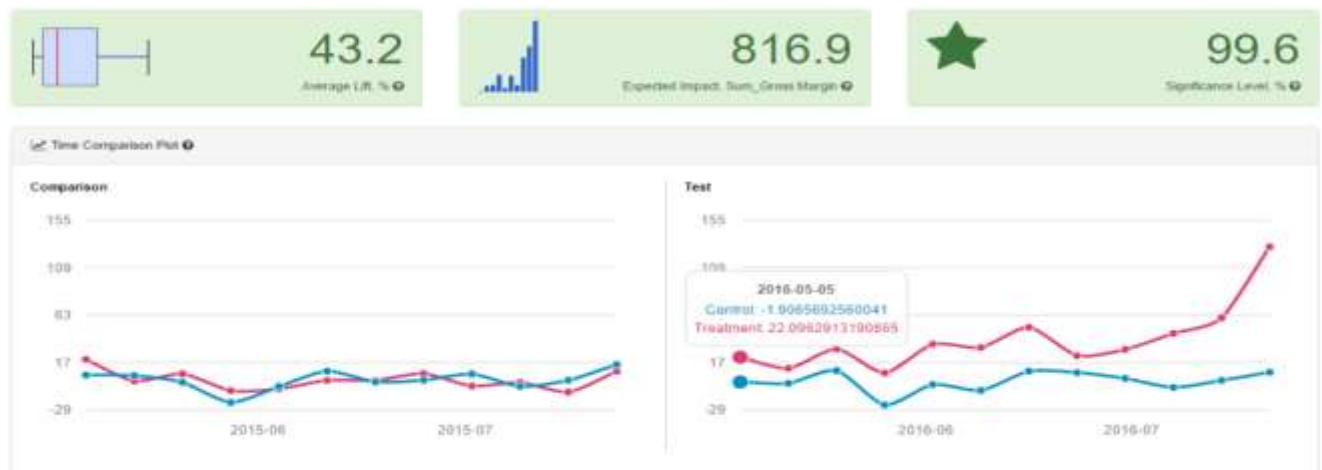 43.2
Average Lift, %
816.9
Expected Impact: Sum_Gross Margin
99.6
Significance Level, %
Time Comparison Plot
Comparison
155
109
63
17
-29
2015-06
2015-07
Test
155
109
17
-29
2016-05-05
Control: -1.9065692560041
Treatment: 22.0962913190865
2016-06
2016-07